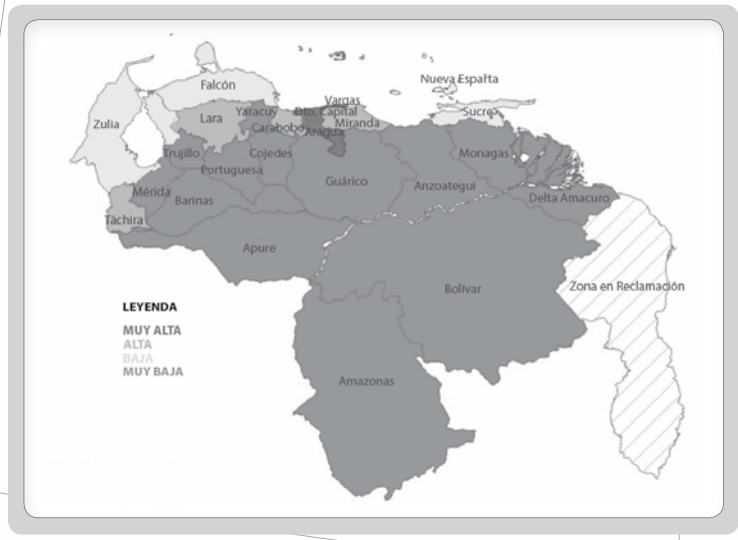 Nueva Esparta
Falcón
Vargas
Zulia
Lara
Yaracuy
Dto. Capital
Sucre
Carabobo
Aragua
Miranda
Trujillo
Cojedes
Monagas
Portuguesa
Guárico
Anzoategui
Mérida
Barinas
Delta Amacuro
Táchira
Apure
Bolívar
Zona en Reclamación
LEYENDA
MUY ALTA
ALTA
BAJA
MUY BAJA
Amazonas